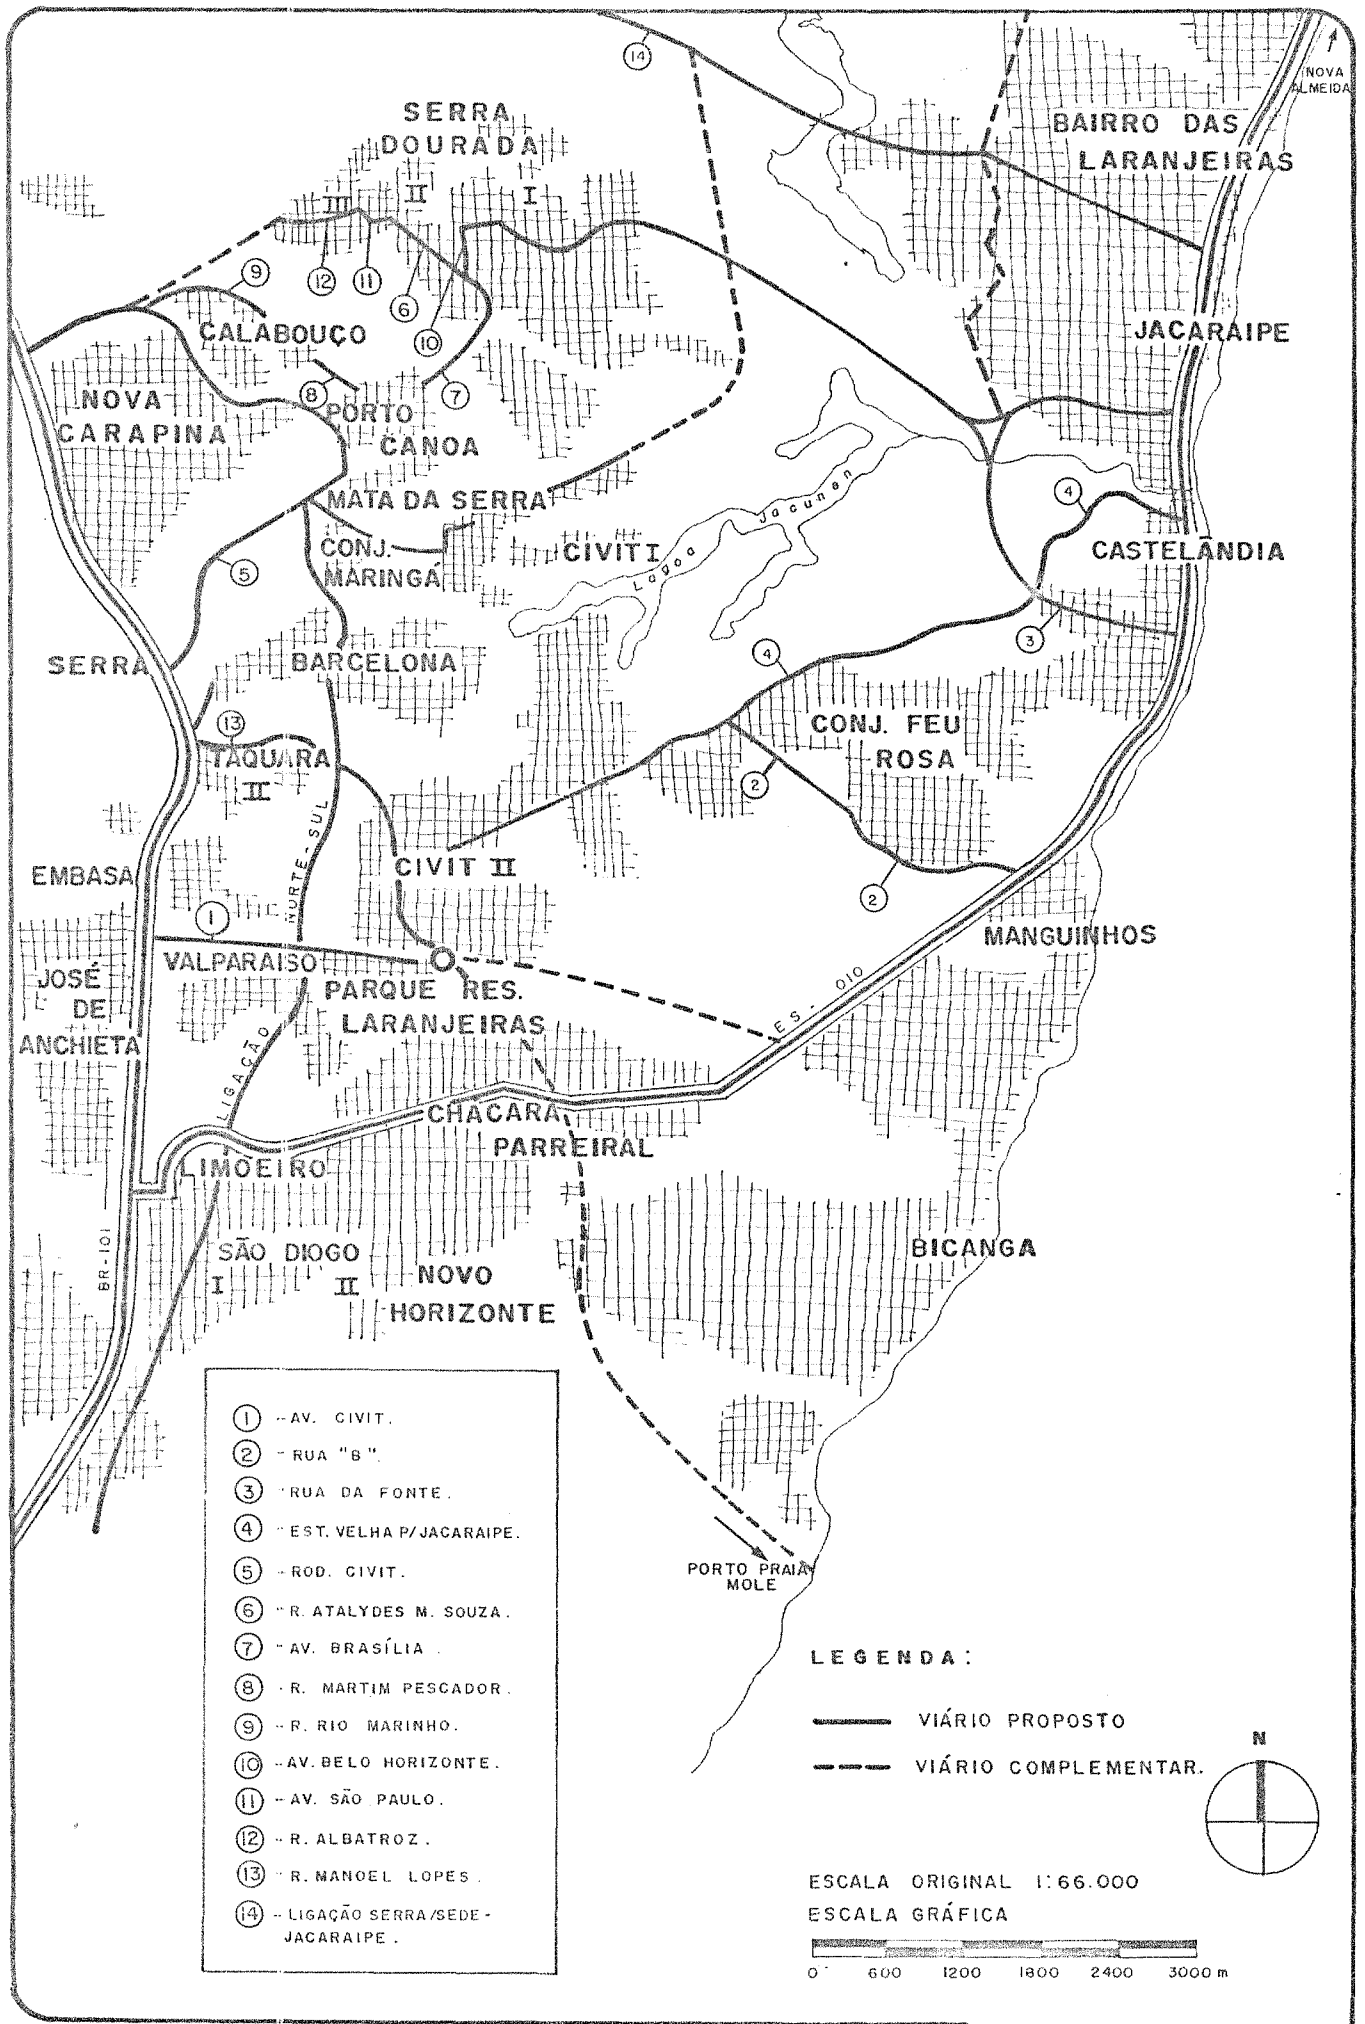 14
NOVA
ALMEIDA
SERRA
DOURADA
BAIRRO DAS
LARANJEIRAS
III
II
I
9
12
11
6
10
CALABOUÇO
JACARAIPE
8
7
NOVA
CARAPINA
PORTO
CANOA
MATA DA SERRA
4
CONJ.
MARINGÁ
CIVIT I
Lagoa Jacunen
CASTELÂNDIA
5
3
SERRA
BARCELONA
4
13
TAQUARA
II
CONJ. FEU
ROSA
2
EMBASA
CIVIT II
LIGAÇÃO NORTE-SUL
2
1
VALPARAISO
MANGUINHOS
JOSÉ
DE
ANCHIETA
PARQUE RES.
LARANJEIRAS
ES-010
CHACARA
PARREIRAL
LIMOEIRO
BR-101
SÃO DIOGO
I
II
NOVO
HORIZONTE
BICANGA
1 - AV. CIVIT.
2 - RUA "B".
3 - RUA DA FONTE.
4 - EST. VELHA P/JACARAIPE.
5 - ROD. CIVIT.
6 - R. ATALYDES M. SOUZA.
7 - AV. BRASÍLIA.
8 - R. MARTIM PESCADOR.
9 - R. RIO MARINHO.
10 - AV. BELO HORIZONTE.
11 - AV. SÃO PAULO.
12 - R. ALBATROZ.
13 - R. MANOEL LOPES.
14 - LIGAÇÃO SERRA/SEDE-
JACARAIPE.
PORTO PRAIA
MOLE
LEGENDA:
VIÁRIO PROPOSTO
VIÁRIO COMPLEMENTAR.
N
ESCALA ORIGINAL 1:66.000
ESCALA GRÁFICA
0 600 1200 1800 2400 3000 m